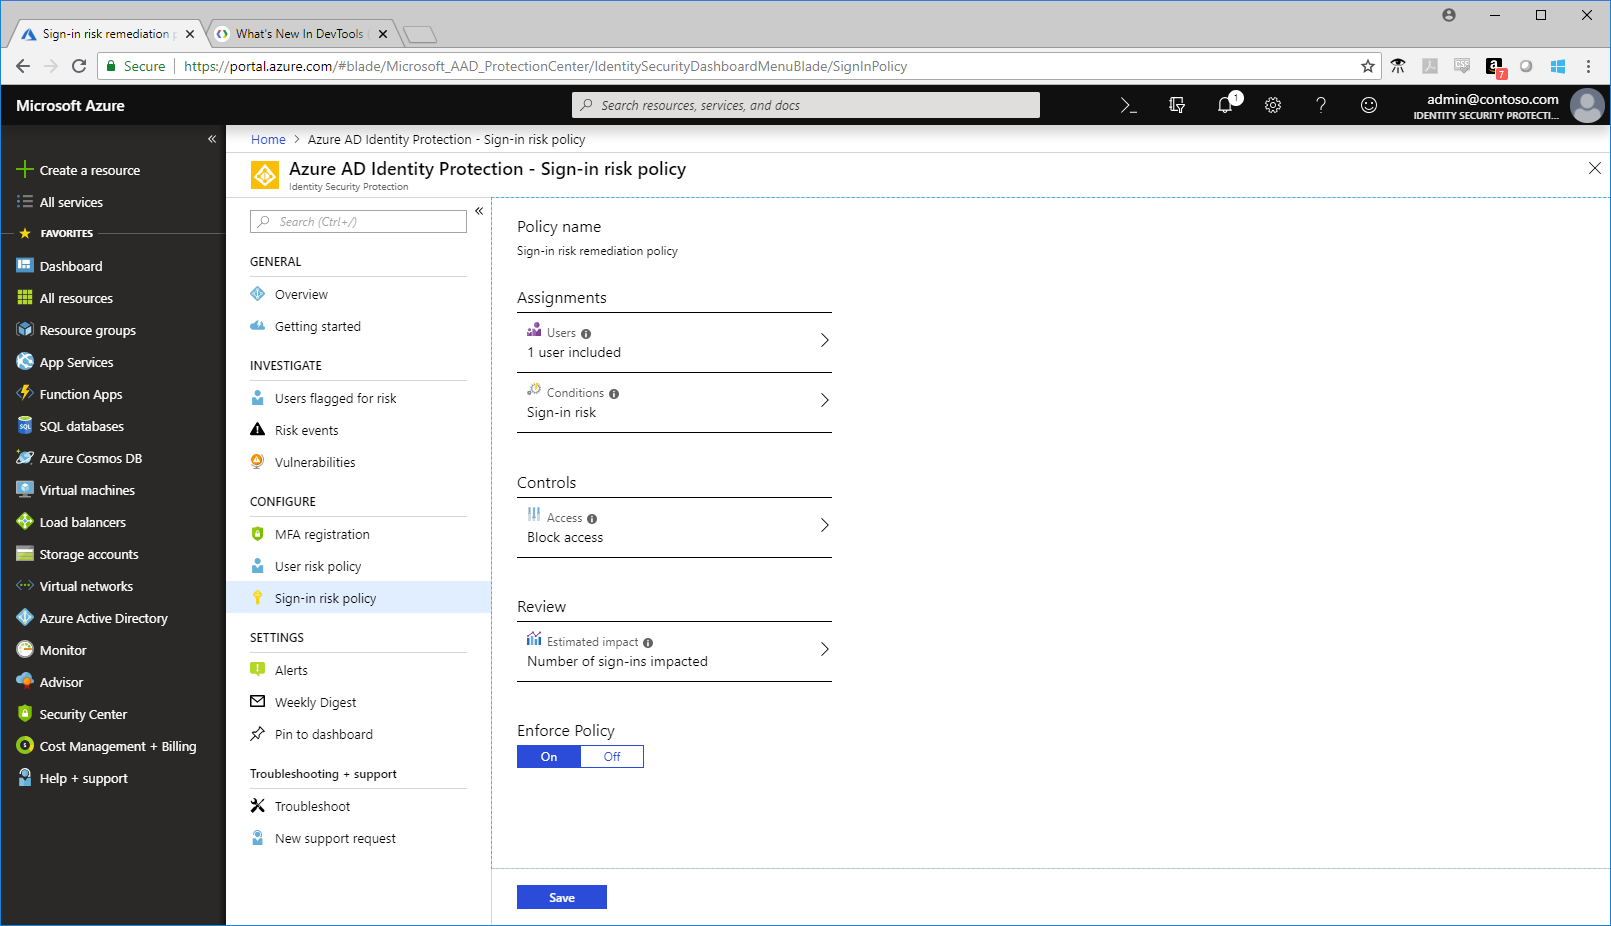 Sign-in risk remediation p
What's New In DevTools
Secure
https://portal.azure.com/#blade/Microsoft_AAD_ProtectionCenter/IdentitySecurityDashboardMenuBlade/SignInPolicy
7
Microsoft Azure
Search resources, services, and docs
1
admin@contoso.com
IDENTITY SECURITY PROTECTI...
Home > Azure AD Identity Protection - Sign-in risk policy
Azure AD Identity Protection - Sign-in risk policy
Identity Security Protection
Create a resource
All services
FAVORITES
Dashboard
All resources
Resource groups
App Services
Function Apps
SQL databases
Azure Cosmos DB
Virtual machines
Load balancers
Storage accounts
Virtual networks
Azure Active Directory
Monitor
Advisor
Security Center
Cost Management + Billing
Help + support
Search (Ctrl+/)
GENERAL
Overview
Getting started
INVESTIGATE
Users flagged for risk
Risk events
Vulnerabilities
CONFIGURE
MFA registration
User risk policy
Sign-in risk policy
SETTINGS
Alerts
Weekly Digest
Pin to dashboard
Troubleshooting + support
Troubleshoot
New support request
Policy name
Sign-in risk remediation policy
Assignments
Users
1 user included
Conditions
Sign-in risk
Controls
Access
Block access
Review
Estimated impact
Number of sign-ins impacted
Enforce Policy
On Off
Save